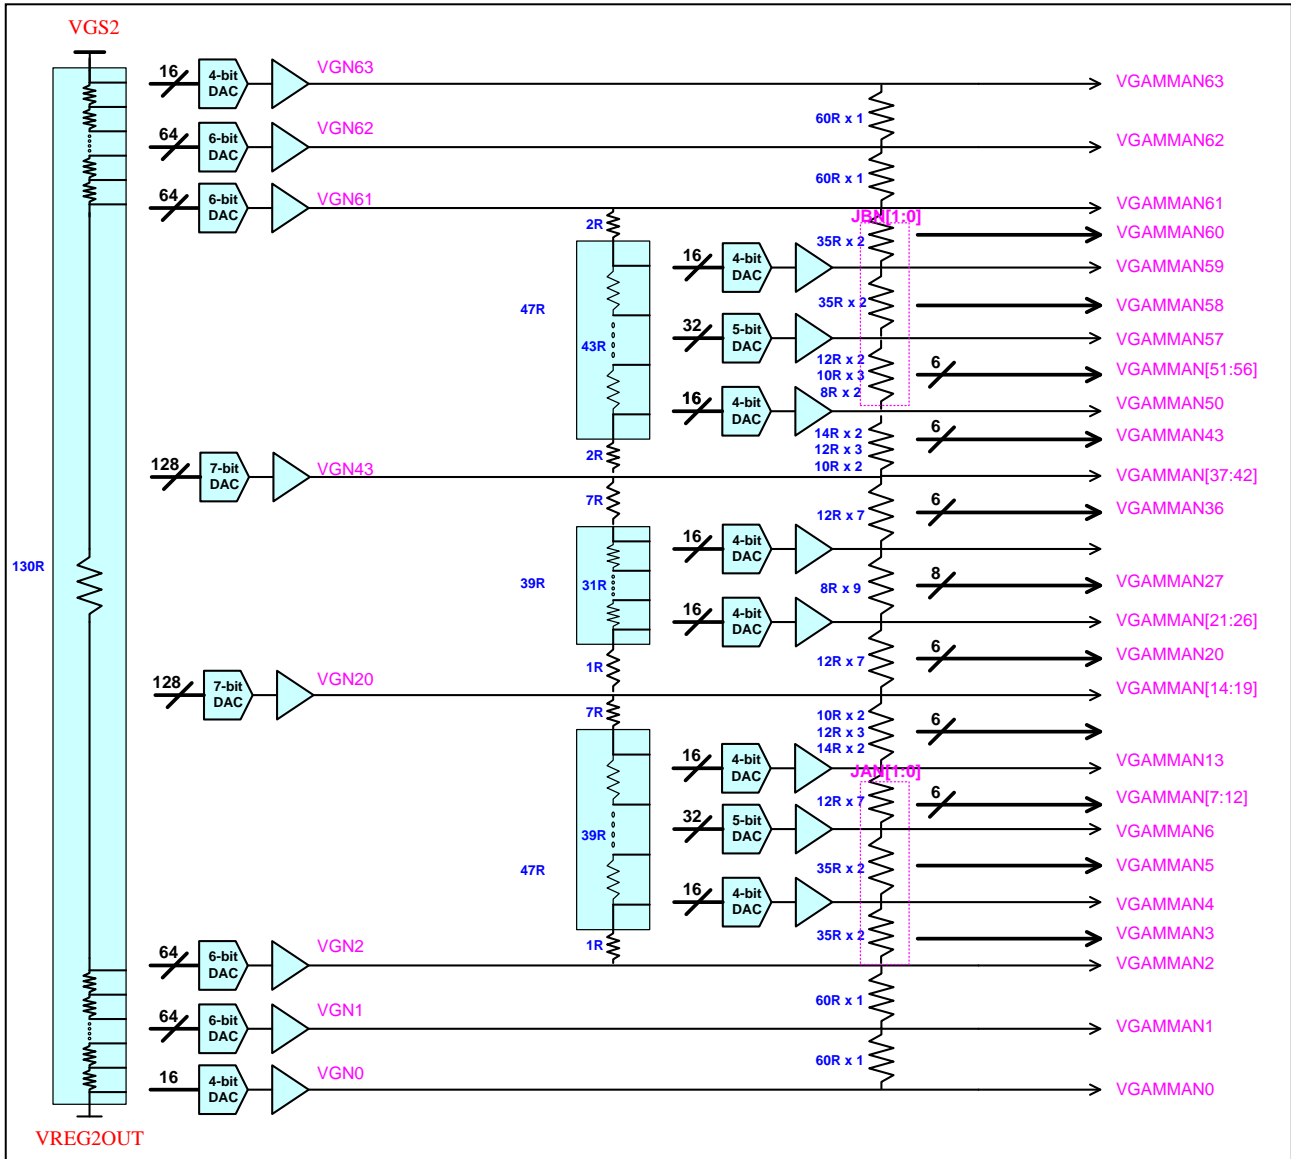 VGS2
16
4-bit
DAC
VGN63
VGAMMAN63
60R x 1
64
6-bit
DAC
VGN62
VGAMMAN62
60R x 1
64
6-bit
DAC
VGN61
VGAMMAN61
2R
JBN[1:0]
35R x 2
VGAMMAN60
16
4-bit
DAC
VGAMMAN59
47R
35R x 2
VGAMMAN58
43R
32
5-bit
DAC
VGAMMAN57
12R x 2
10R x 3
8R x 2
6
VGAMMAN[51:56]
16
4-bit
DAC
VGAMMAN50
14R x 2
12R x 3
10R x 2
6
VGAMMAN43
2R
128
7-bit
DAC
VGN43
VGAMMAN[37:42]
7R
12R x 7
6
VGAMMAN36
16
4-bit
DAC
130R
39R
31R
8R x 9
8
VGAMMAN27
16
4-bit
DAC
VGAMMAN[21:26]
1R
12R x 7
6
VGAMMAN20
128
7-bit
DAC
VGN20
VGAMMAN[14:19]
7R
10R x 2
12R x 3
14R x 2
6
16
4-bit
DAC
VGAMMAN13
JAN[1:0]
12R x 7
6
VGAMMAN[7:12]
39R
32
5-bit
DAC
VGAMMAN6
47R
35R x 2
VGAMMAN5
16
4-bit
DAC
VGAMMAN4
1R
35R x 2
VGAMMAN3
64
6-bit
DAC
VGN2
VGAMMAN2
60R x 1
64
6-bit
DAC
VGN1
VGAMMAN1
60R x 1
16
4-bit
DAC
VGN0
VGAMMAN0
VREG2OUT